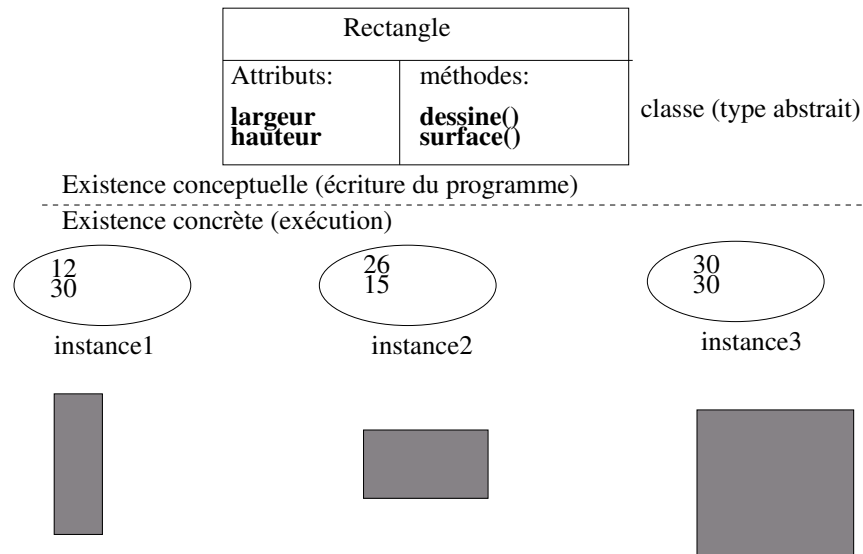 Rectangle
Attributs:
méthodes:
largeur
hauteur
dessine()
surface()
classe (type abstrait)
Existence conceptuelle (écriture du programme)
Existence concrète (exécution)
12
30
26
15
30
30
instance1
instance2
instance3